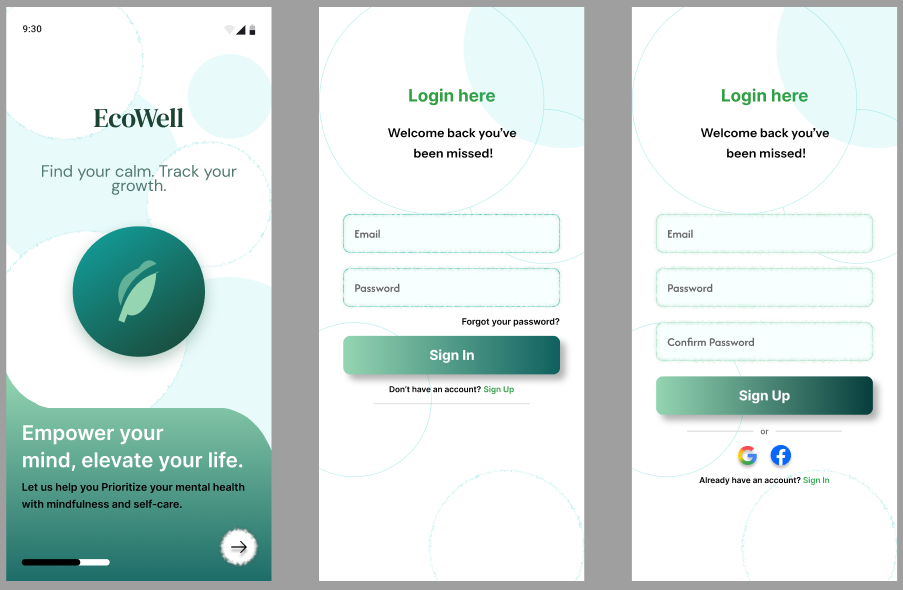 9:30
EcoWell
Find your calm. Track your
growth.
Empower your
mind, elevate your life.
Let us help you Prioritize your mental health
with mindfulness and self-care.
Login here
Welcome back you've
been missed!
Email
Password
Forgot your password?
Sign In
Don't have an account? Sign Up
Login here
Welcome back you've
been missed!
Email
Password
Confirm Password
Sign Up
or
Already have an account? Sign In